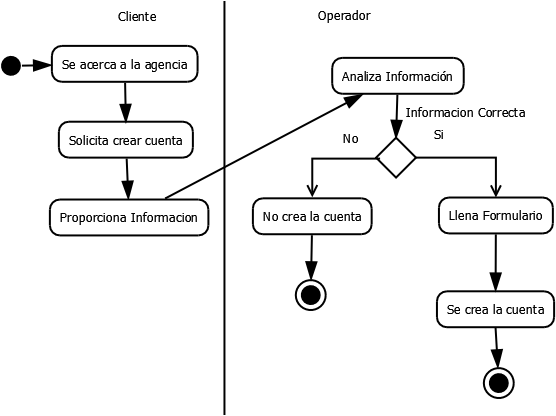 Cliente
Operador
Se acerca a la agencia
Analiza Información
Solicita crear cuenta
Informacion Correcta
No
Si
Proporciona Informacion
No crea la cuenta
Llena Formulario
Se crea la cuenta